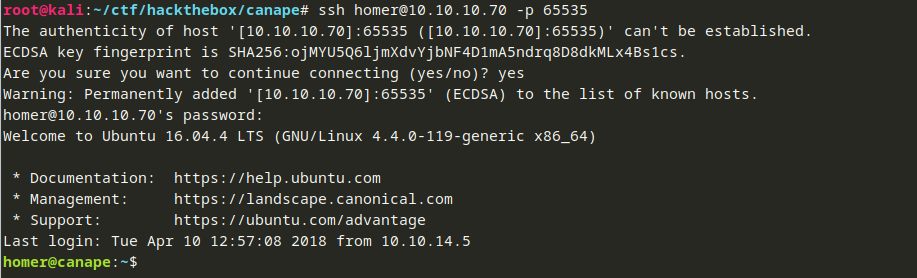 root@kali:~/ctf/hackthebox/canape# ssh homer@10.10.10.70 -p 65535
The authenticity of host '[10.10.10.70]:65535 ([10.10.10.70]:65535)' can't be established.
ECDSA key fingerprint is SHA256:ojMYU5Q6ljmXdvYjbNF4D1mA5ndrq8D8dkMLx4Bs1cs.
Are you sure you want to continue connecting (yes/no)? yes
Warning: Permanently added '[10.10.10.70]:65535' (ECDSA) to the list of known hosts.
homer@10.10.10.70's password:
Welcome to Ubuntu 16.04.4 LTS (GNU/Linux 4.4.0-119-generic x86_64)

 * Documentation:  https://help.ubuntu.com
 * Management:     https://landscape.canonical.com
 * Support:        https://ubuntu.com/advantage
Last login: Tue Apr 10 12:57:08 2018 from 10.10.14.5
homer@canape:~$